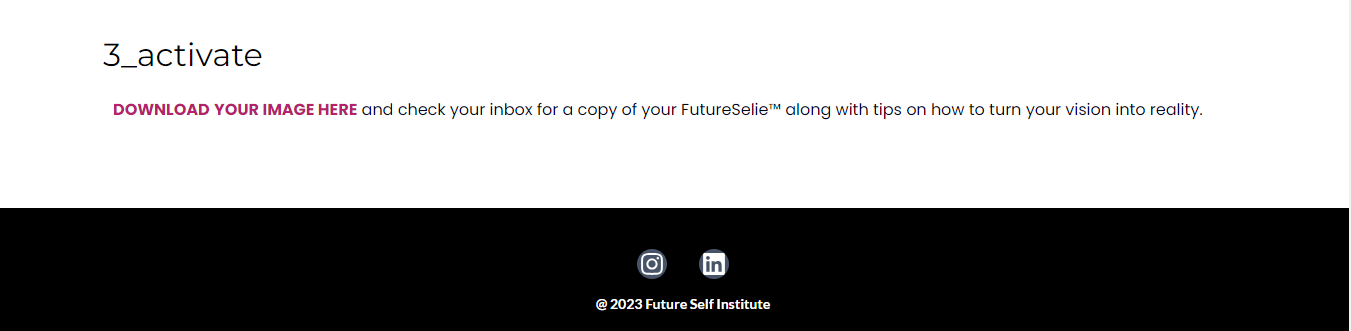 3_activate
DOWNLOAD YOUR IMAGE HERE and check your inbox for a copy of your FutureSelie™ along with tips on how to turn your vision into reality.
in
@ 2023 Future Self Institute